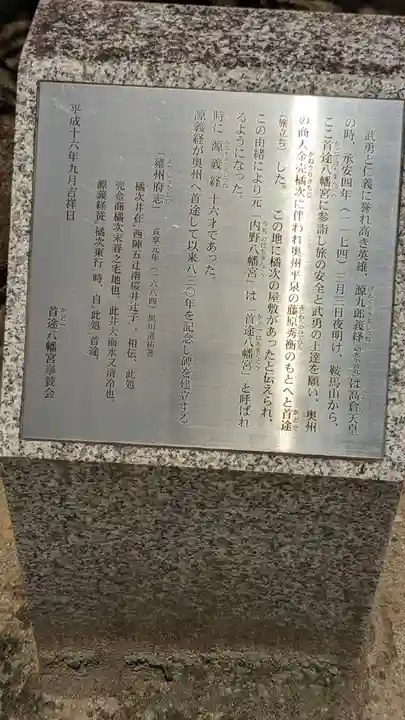 武勇と仁義に誉れ高き英雄、源九郎義経（幼名牛若）は高倉天皇
の時、承安四年（一一七四）三月三日夜明け、鞍馬山から、
ここ首途八幡宮に参詣し旅の安全と武勇の上達を願い、奥州
の商人金売橘次に伴われ奥州平泉の藤原秀衡のもとへと首途
（旅立ち）した。　この地に橘次の屋敷があったと伝えられ、
この由緒により元「内野八幡宮」は「首途八幡宮」と呼ばれ
るようになった。
時に 源 義 経 十六才であった。
源義経が奥州へ首途して以来八三〇年を記念し碑を建立する
「雍州府志」　貞享元年（一六八四）黒川道祐著
橘次井在西陣五辻南桜井辻子。相伝、此処
売金商橘次末春之宅地也。此井大而水又清冷也。
源義経従橘次東行時、自此処首途。
平成十六年九月吉祥日
首途八幡宮奉賛会